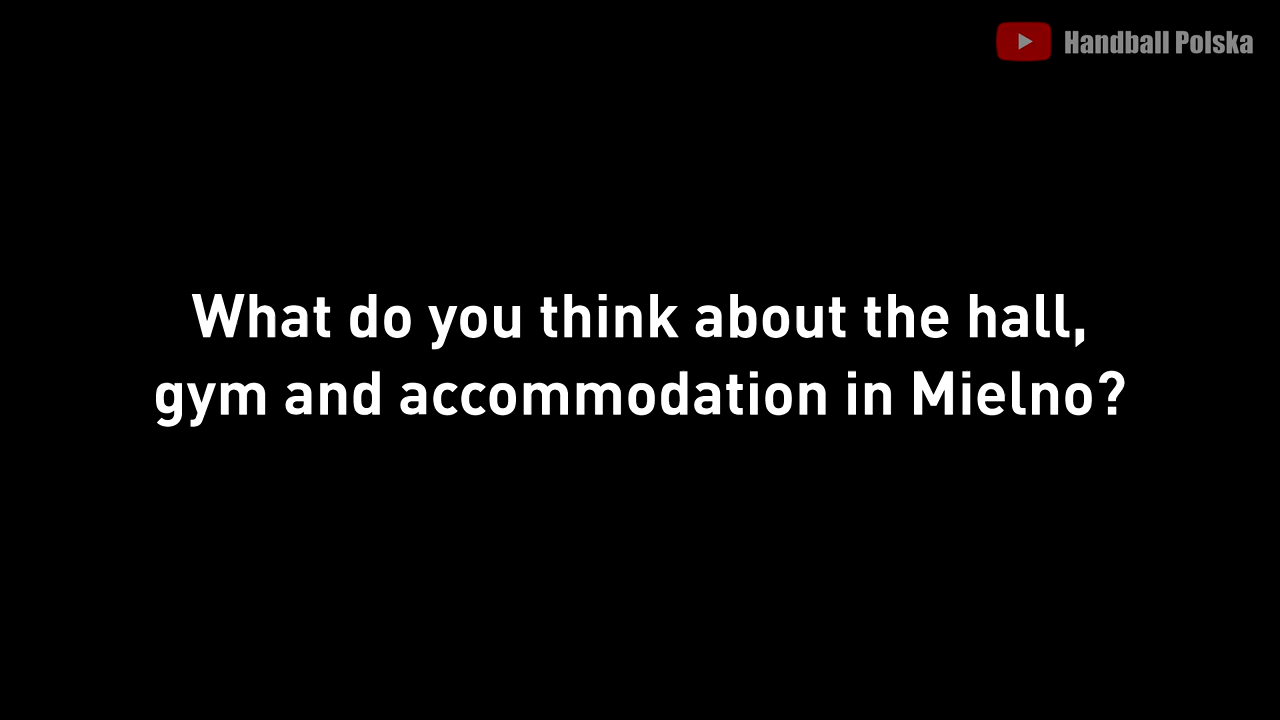 Handball Polska
What do you think about the hall,
gym and accommodation in Mielno?